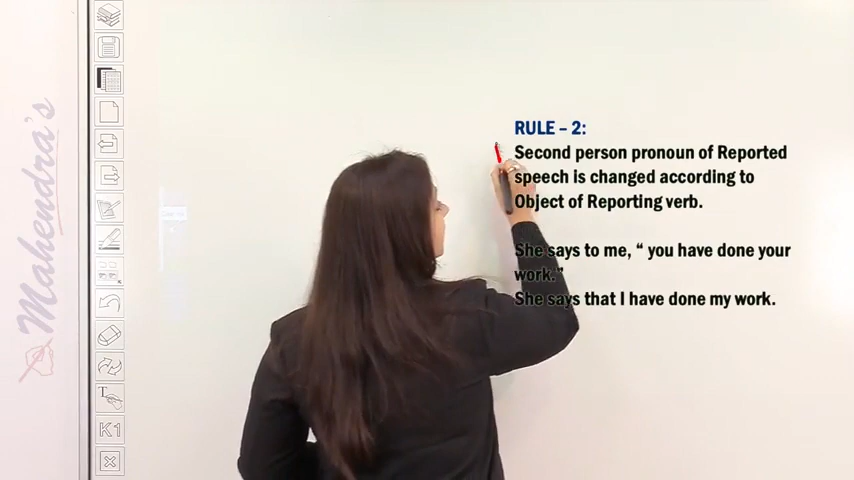 Mahendra's
RULE – 2:
Second person pronoun of Reported
speech is changed according to
Object of Reporting verb.
She says to me, “ you have done your
work.”
She says that I have done my work.
T
K1